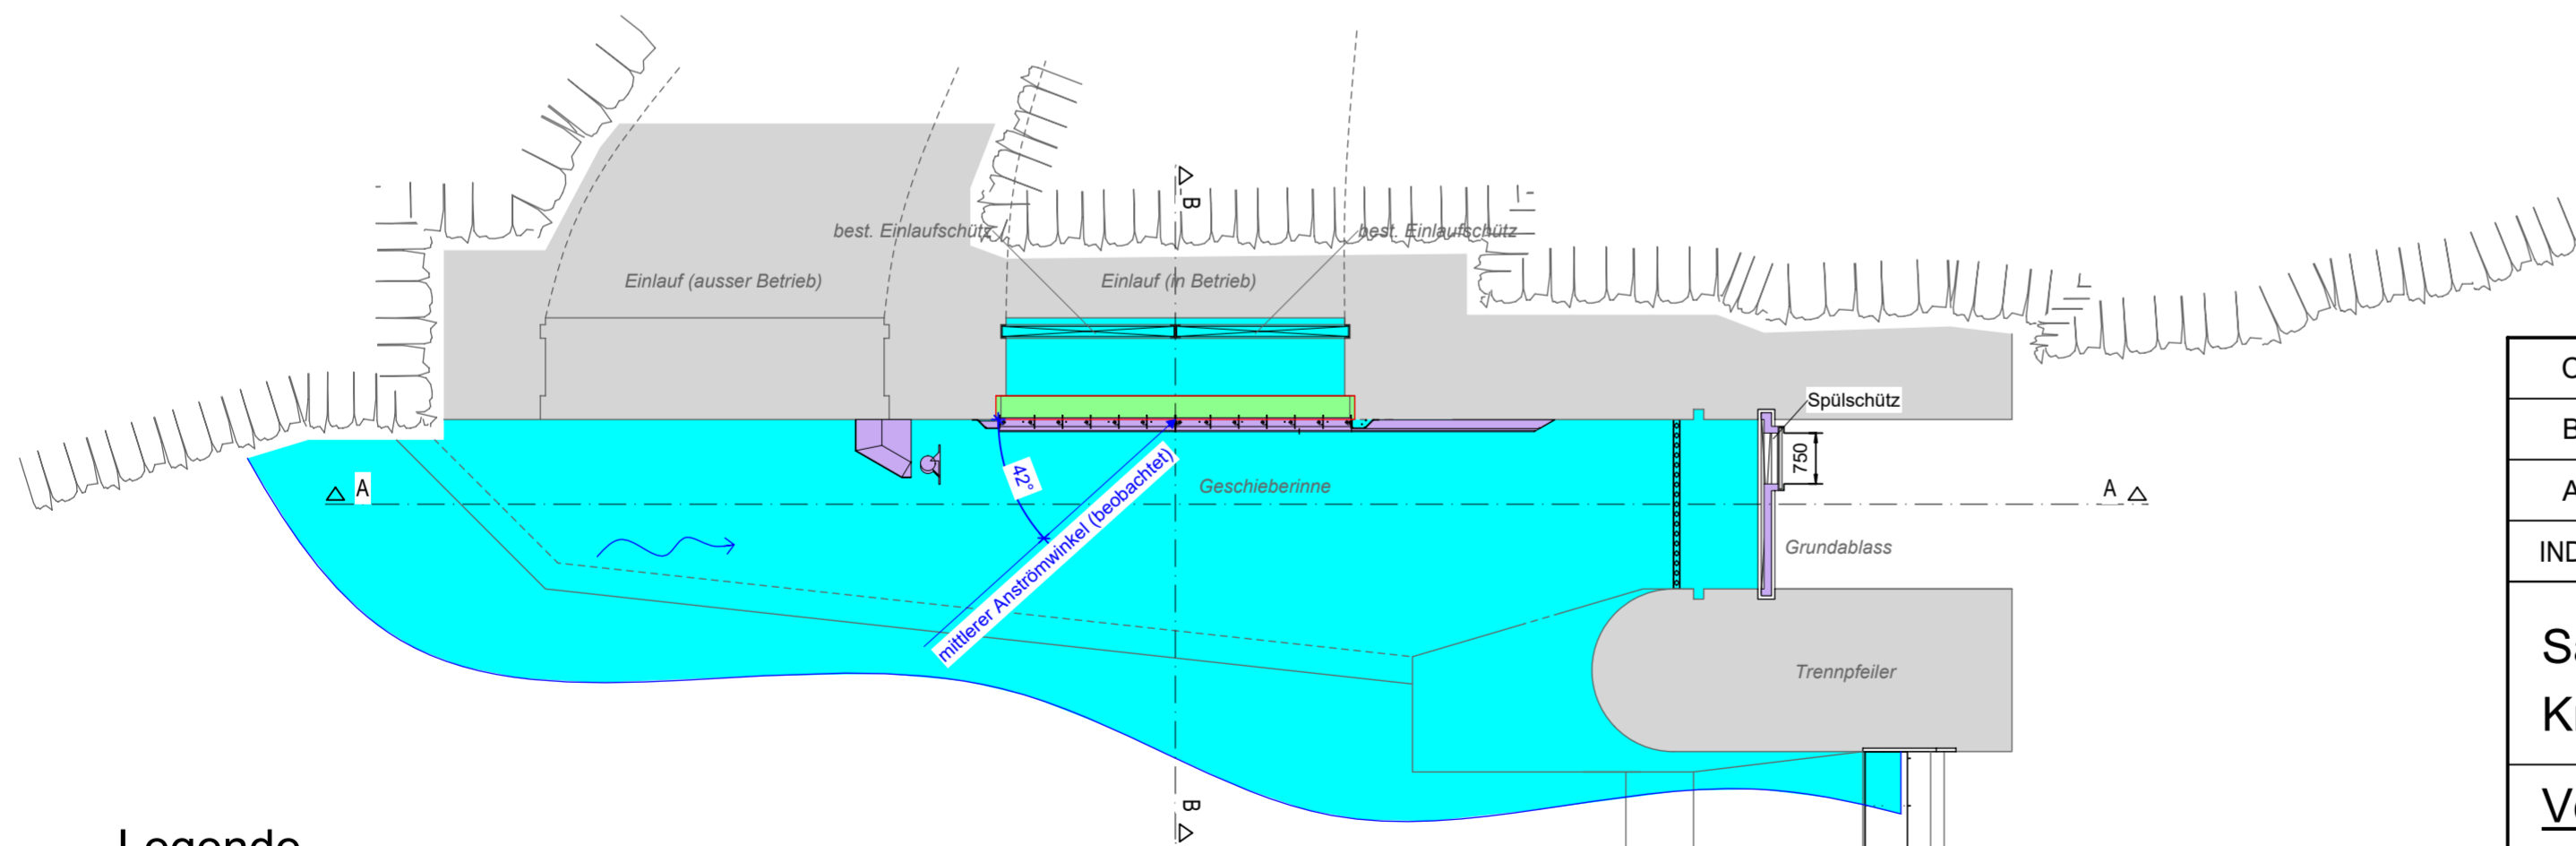 B
best. Einlaufschütz
best. Einlaufschütz
Einlauf (ausser Betrieb)
Einlauf (in Betrieb)
Spülschütz
750
42°
mittlerer Anströmwinkel (beobachtet)
Geschieberinne
A
A
Grundablass
Trennpfeiler
B
Legende